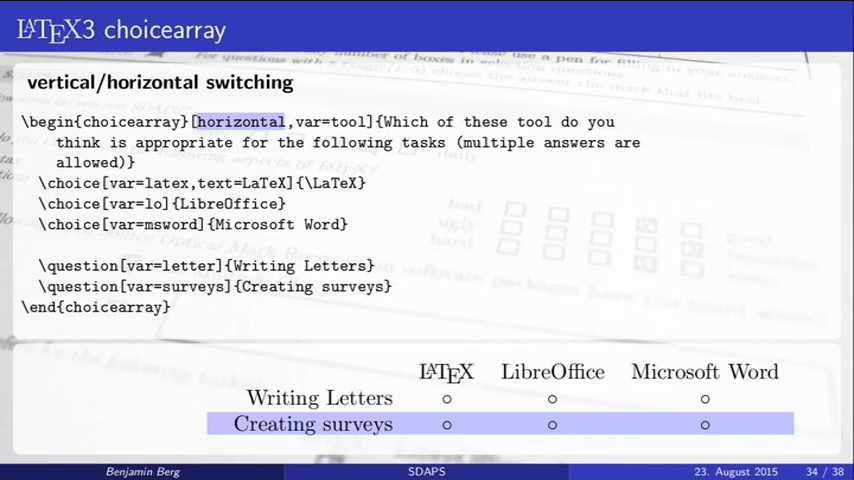 LATEX3 choicearray
vertical/horizontal switching
\begin{choicearray}[horizontal,var=tool]{Which of these tool do you
think is appropriate for the following tasks (multiple answers are
allowed)}
\choice[var=latex,text=LaTeX]{\LaTeX}
\choice[var=lo]{LibreOffice}
\choice[var=msword]{Microsoft Word}
\question[var=letter]{Writing Letters}
\question[var=surveys]{Creating surveys}
\end{choicearray}
LATEX LibreOffice Microsoft Word
Writing Letters
Creating surveys
Benjamin Berg SDAPS 23. August 2015 34 / 38